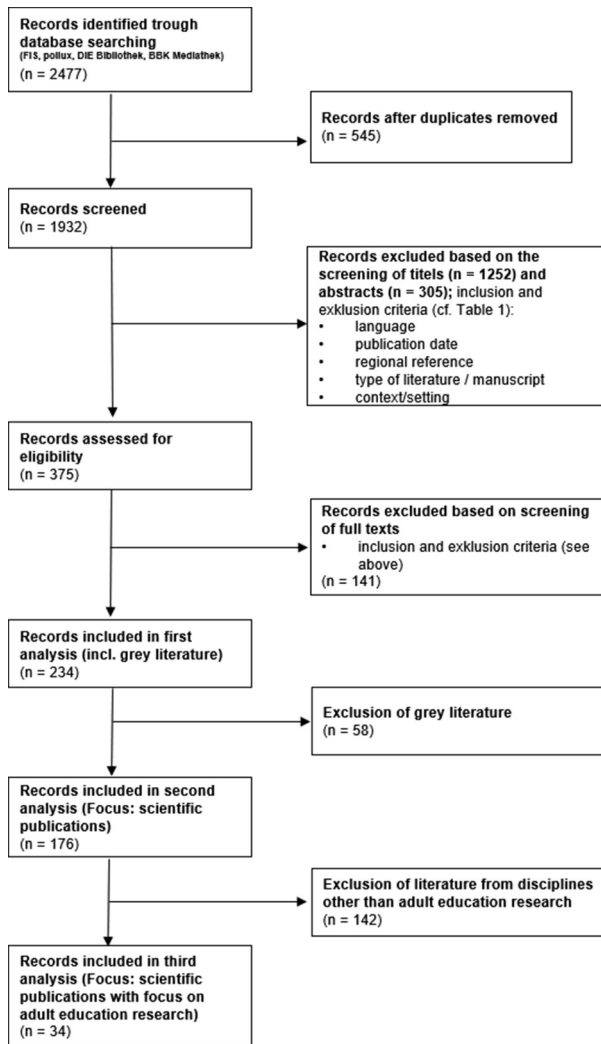 Records identified trough
database searching
(FIS, pollux, DIE Bibliothek, BBK Mediathek)
(n = 2477)
Records after duplicates removed
(n = 545)
Records screened
(n = 1932)
Records excluded based on the
screening of titels (n = 1252) and
abstracts (n = 305); inclusion and
exklusion criteria (cf. Table 1):
• language
• publication date
• regional reference
• type of literature / manuscript
• context/setting
Records assessed for
eligibility
(n = 375)
Records excluded based on screening
of full texts
• inclusion and exklusion criteria (see
above)
(n = 141)
Records included in first
analysis (incl. grey literature)
(n = 234)
Exclusion of grey literature
(n = 58)
Records included in second
analysis (Focus: scientific
publications)
(n = 176)
Exclusion of literature from disciplines
other than adult education research
(n = 142)
Records included in third
analysis (Focus: scientific
publications with focus on
adult education research)
(n = 34)